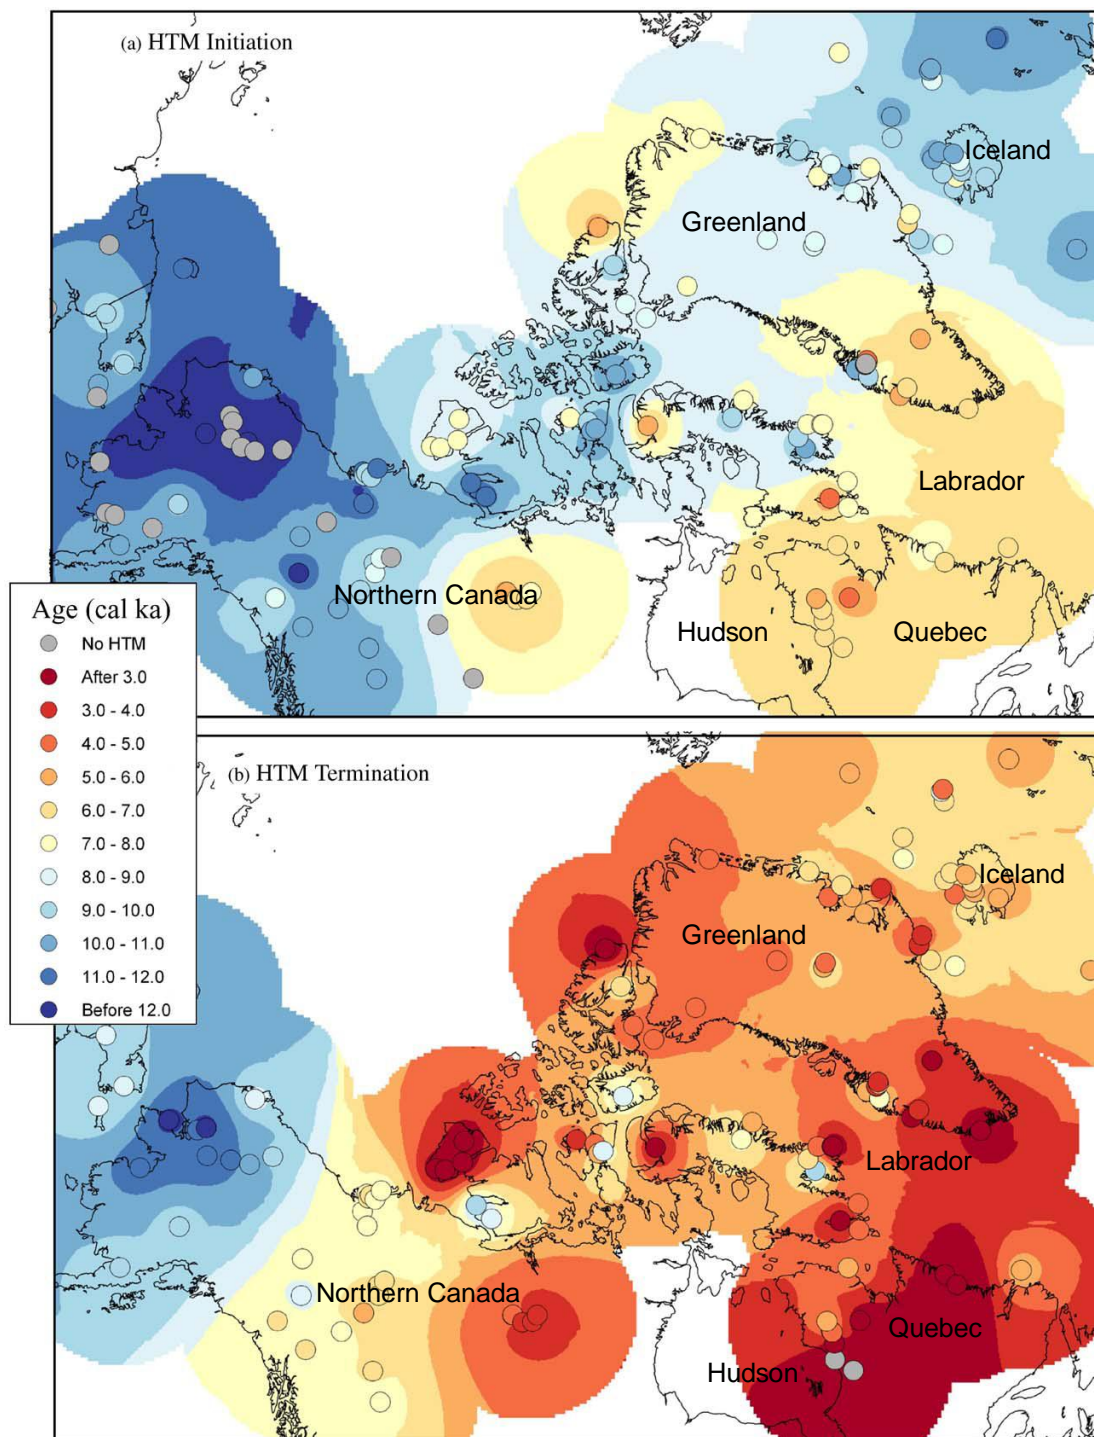 (a) HTM Initiation
Iceland
Greenland
Labrador
Northern Canada
Hudson
Quebec
Age (cal ka)
No HTM
After 3.0
3.0 - 4.0
4.0 - 5.0
5.0 - 6.0
6.0 - 7.0
7.0 - 8.0
8.0 - 9.0
9.0 - 10.0
10.0 - 11.0
11.0 - 12.0
Before 12.0
(b) HTM Termination
Iceland
Greenland
Labrador
Northern Canada
Quebec
Hudson